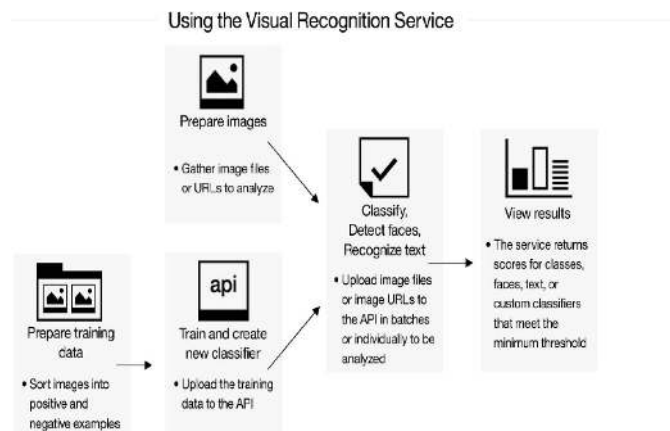 Using the Visual Recognition Service
Prepare images
• Gather image files
or URLs to analyze
Prepare training
data
• Sort images into
positive and
negative examples
api
Train and create
new classifier
• Upload the training
data to the API
Classify,
Detect faces,
Recognize text
• Upload image files
or image URLs to
the API in batches
or individually to be
analyzed
View results
• The service returns
scores for classes,
faces, text, or
custom classifiers
that meet the
minimum threshold